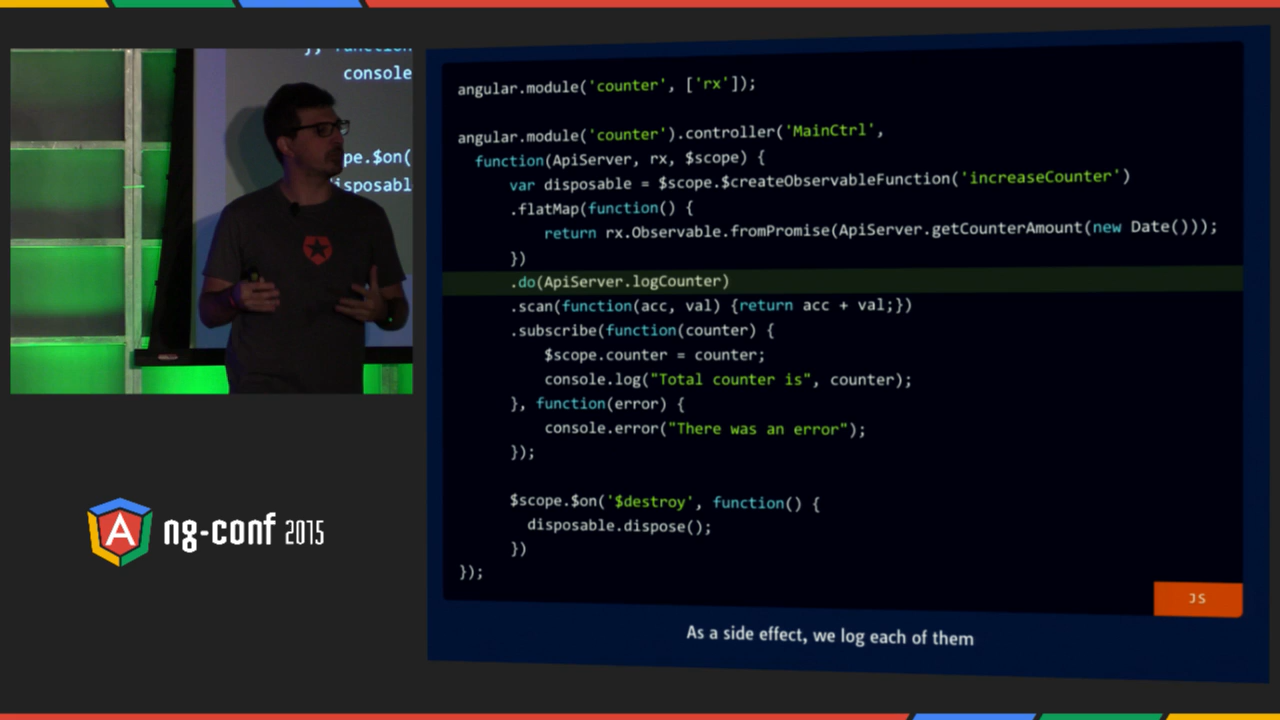 }, function
console
pe.$on(
isposabl
A ng-conf 2015
angular.module('counter', ['rx']);
angular.module('counter').controller('MainCtrl',
function(ApiServer, rx, $scope) {
var disposable = $scope.$createObservableFunction('increaseCounter')
.flatMap(function() {
return rx.Observable.fromPromise(ApiServer.getCounterAmount(new Date()));
})
.do(ApiServer.logCounter)
.scan(function(acc, val) {return acc + val;})
.subscribe(function(counter) {
$scope.counter = counter;
console.log("Total counter is", counter);
}, function(error) {
console.error("There was an error");
});
$scope.$on('$destroy', function() {
disposable.dispose();
})
});
JS
As a side effect, we log each of them